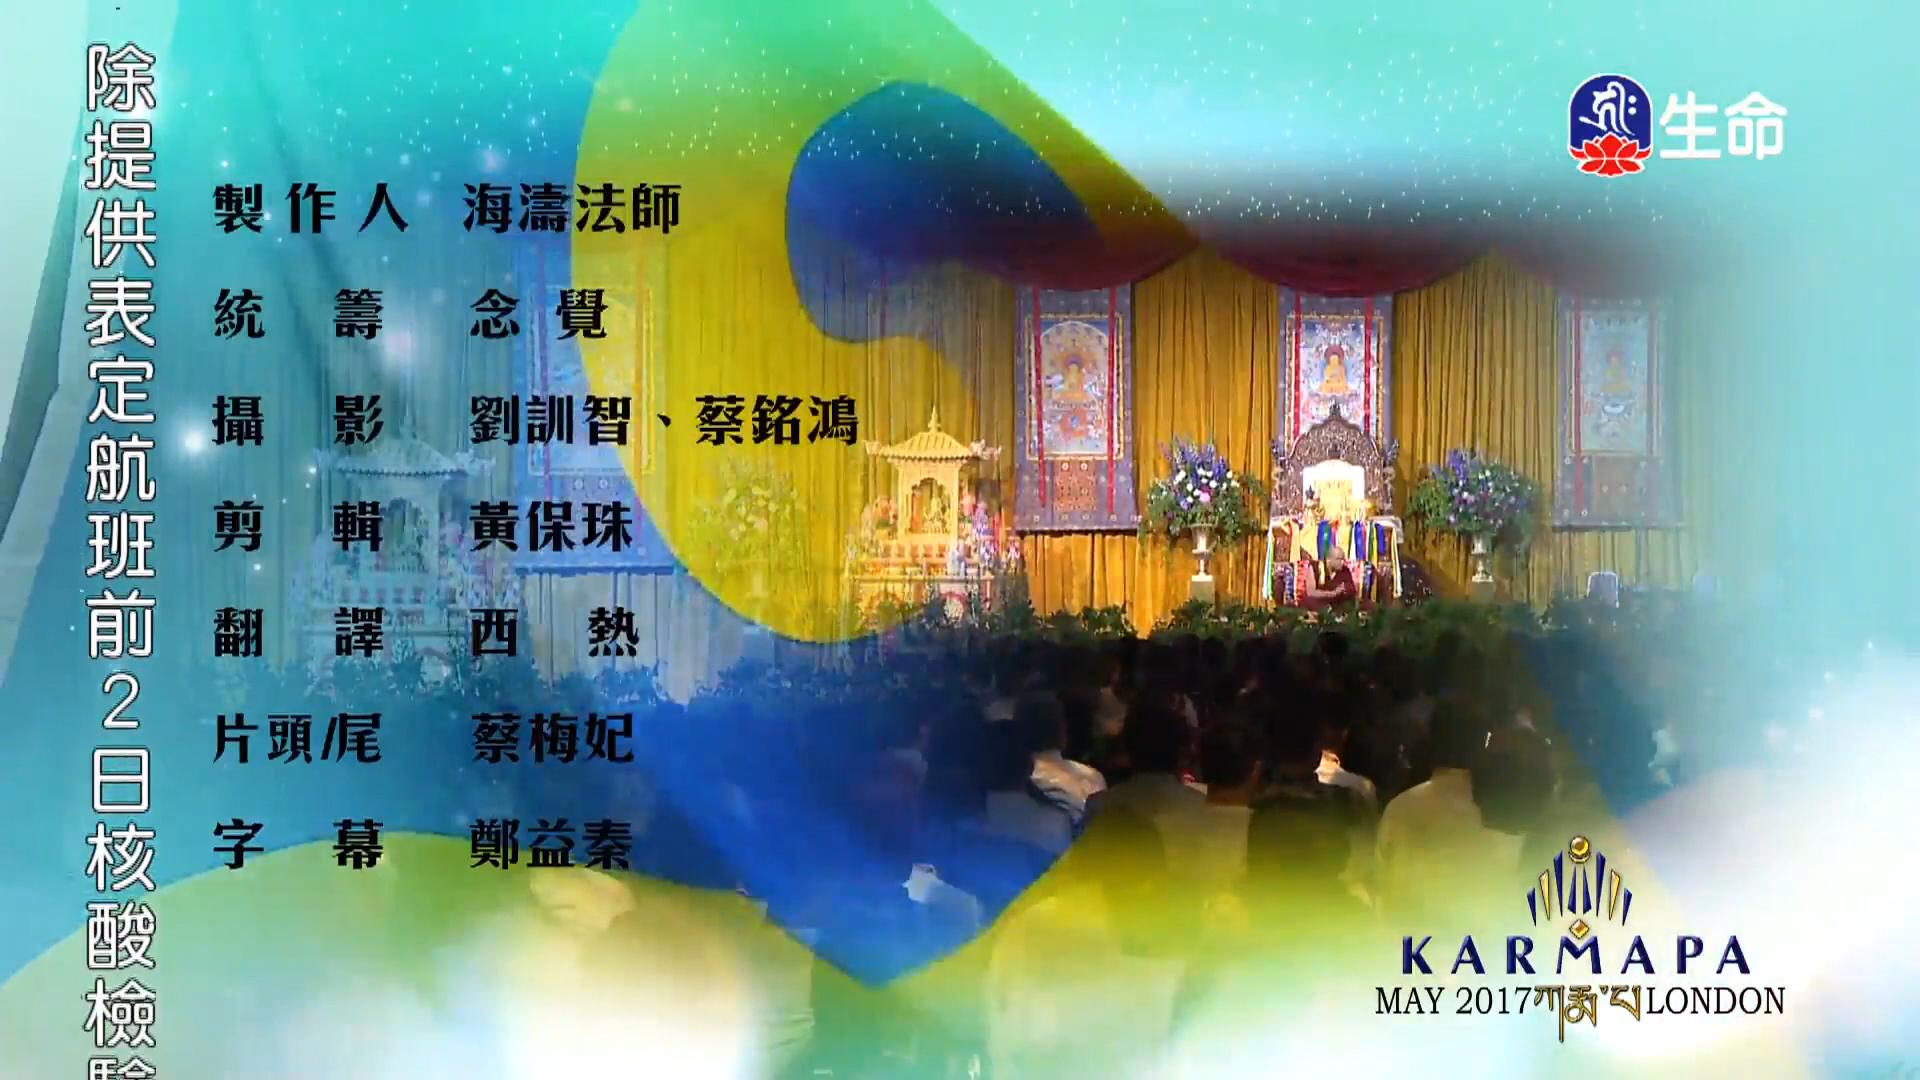 除提供表定航班前2日核酸檢驗
生命
製作人 海濤法師
統籌 念覺
攝影 劉訓智、蔡銘鴻
剪輯 黃保珠
翻譯 西熱
片頭/尾 蔡梅妃
字幕 鄭益秦
KARMAPA
MAY 2017 ཀརྨ་པ LONDON